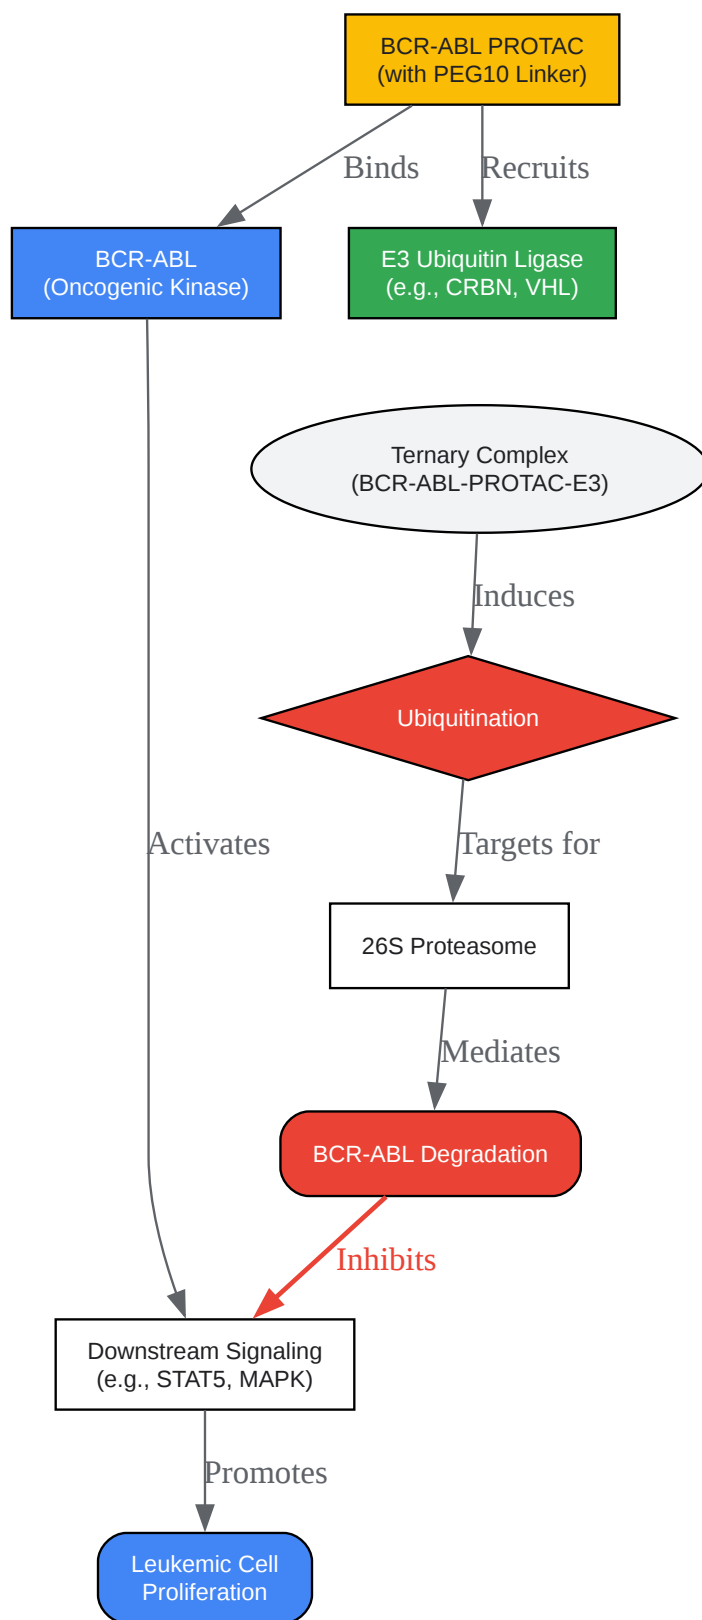 BCR-ABL PROTAC
(with PEG10 Linker)
Binds
Recruits
BCR-ABL
(Oncogenic Kinase)
E3 Ubiquitin Ligase
(e.g., CRBN, VHL)
Ternary Complex
(BCR-ABL-PROTAC-E3)
Induces
Ubiquitination
Activates
Targets for
26S Proteasome
Mediates
BCR-ABL Degradation
Inhibits
Downstream Signaling
(e.g., STAT5, MAPK)
Promotes
Leukemic Cell
Proliferation